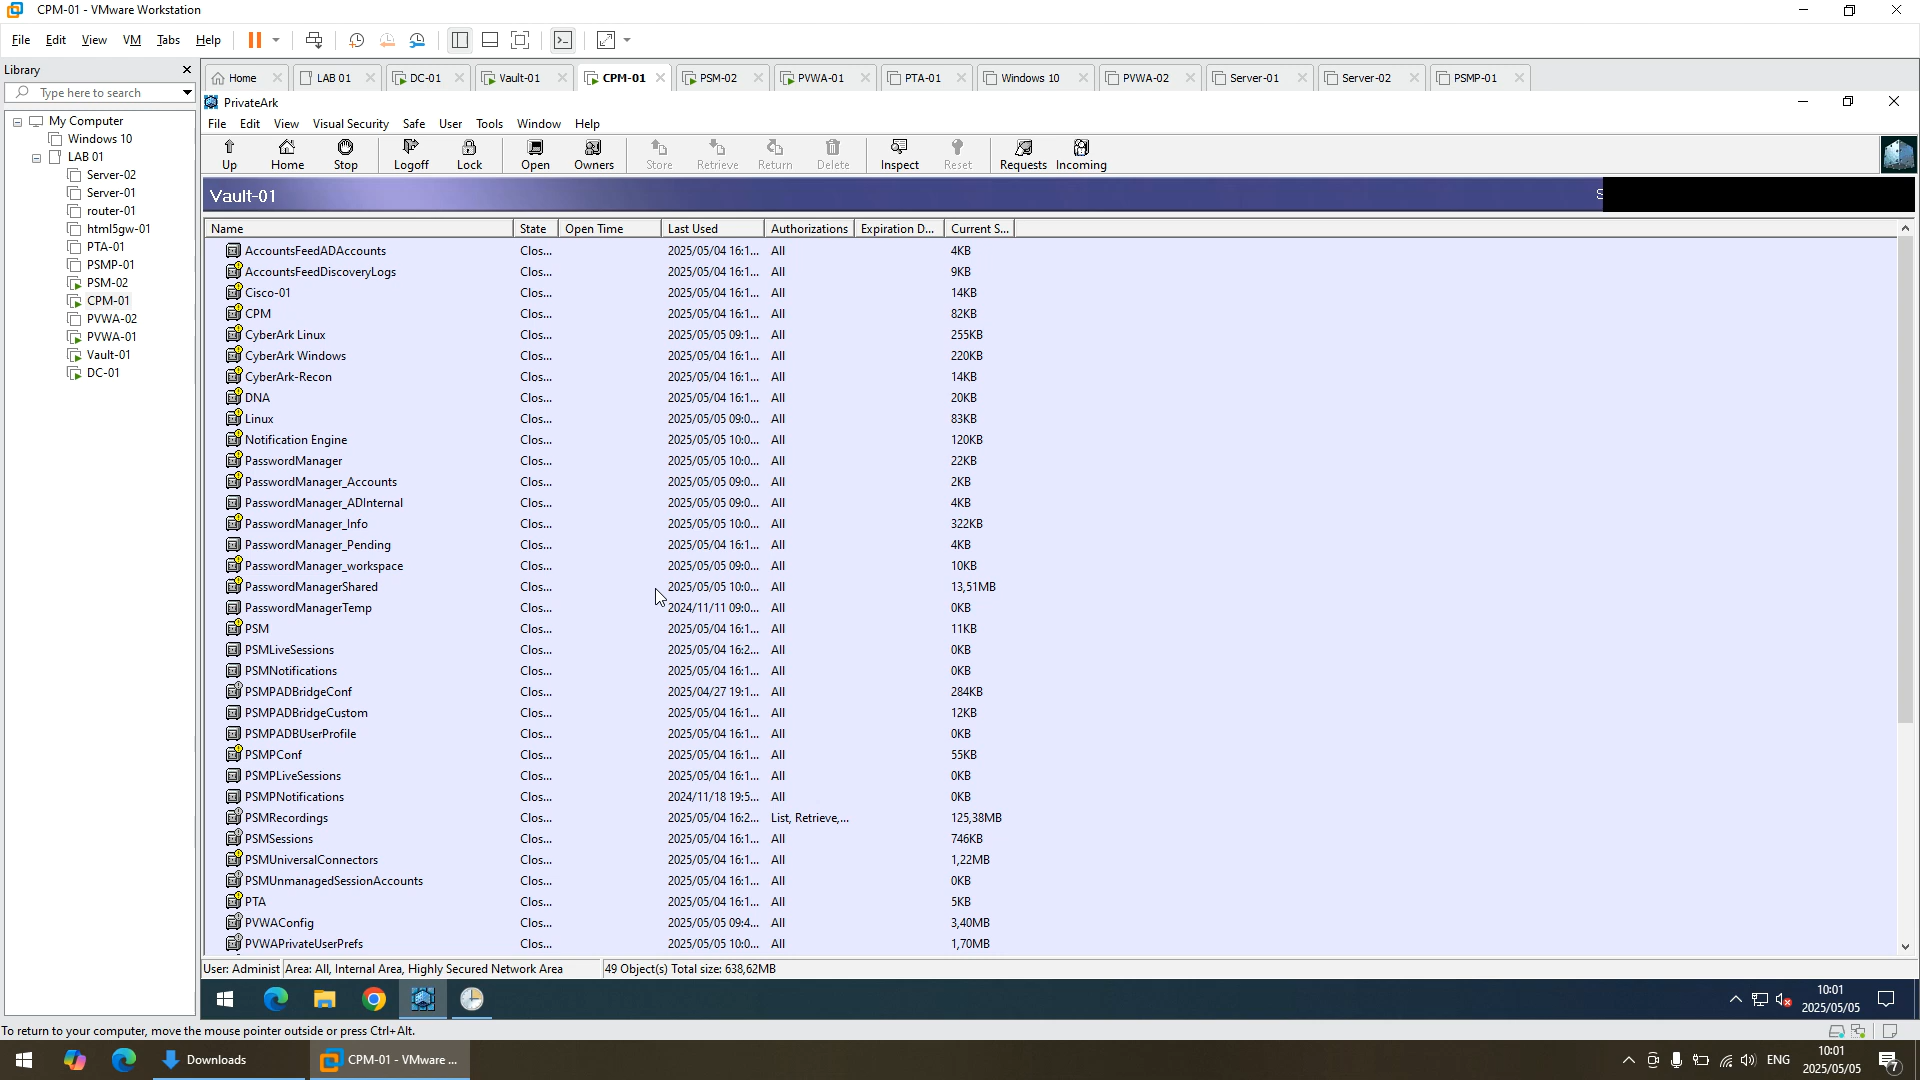 CPM-01 - VMware Workstation
File Edit View VM Tabs Help
Library
Type here to search
Home LAB 01 DC-01 Vault-01 CPM-01 PSM-02 PVWA-01 PTA-01 Windows 10 PVWA-02 Server-01 Server-02 PSMP-01
My Computer
Windows 10
LAB 01
Server-02
Server-01
router-01
html5gw-01
PTA-01
PSMP-01
PSM-02
CPM-01
PVWA-02
PVWA-01
Vault-01
DC-01
PrivateArk
File Edit View Visual Security Safe User Tools Window Help
Up Home Stop Logoff Lock Open Owners Store Retrieve Return Delete Inspect Reset Requests Incoming
Vault-01
Name State Open Time Last Used Authorizations Expiration D... Current S...
AccountsFeedADAccounts Clos... 2025/05/04 16:1... All 4KB
AccountsFeedDiscoveryLogs Clos... 2025/05/04 16:1... All 9KB
Cisco-01 Clos... 2025/05/04 16:1... All 14KB
CPM Clos... 2025/05/04 16:1... All 82KB
CyberArk Linux Clos... 2025/05/05 09:1... All 255KB
CyberArk Windows Clos... 2025/05/04 16:1... All 220KB
CyberArk-Recon Clos... 2025/05/04 16:1... All 14KB
DNA Clos... 2025/05/04 16:1... All 20KB
Linux Clos... 2025/05/05 09:0... All 83KB
Notification Engine Clos... 2025/05/05 10:0... All 120KB
PasswordManager Clos... 2025/05/05 10:0... All 22KB
PasswordManager_Accounts Clos... 2025/05/05 09:0... All 2KB
PasswordManager_ADInternal Clos... 2025/05/05 09:0... All 4KB
PasswordManager_Info Clos... 2025/05/05 10:0... All 322KB
PasswordManager_Pending Clos... 2025/05/04 16:1... All 4KB
PasswordManager_workspace Clos... 2025/05/05 09:0... All 10KB
PasswordManagerShared Clos... 2025/05/05 10:0... All 13,51MB
PasswordManagerTemp Clos... 2024/11/11 09:0... All 0KB
PSM Clos... 2025/05/04 16:1... All 11KB
PSMLiveSessions Clos... 2025/05/04 16:2... All 0KB
PSMNotifications Clos... 2025/05/04 16:1... All 0KB
PSMPADBridgeConf Clos... 2025/04/27 19:1... All 284KB
PSMPADBridgeCustom Clos... 2025/05/04 16:1... All 12KB
PSMPADBUserProfile Clos... 2025/05/04 16:1... All 0KB
PSMPConf Clos... 2025/05/04 16:1... All 55KB
PSMPLiveSessions Clos... 2025/05/04 16:1... All 0KB
PSMPNotifications Clos... 2024/11/18 19:5... All 0KB
PSMRecordings Clos... 2025/05/04 16:2... List, Retrieve,... 125,38MB
PSMSessions Clos... 2025/05/04 16:1... All 746KB
PSMUniversalConnectors Clos... 2025/05/04 16:1... All 1,22MB
PSMUnmanagedSessionAccounts Clos... 2025/05/04 16:1... All 0KB
PTA Clos... 2025/05/04 16:1... All 5KB
PVWAConfig Clos... 2025/05/05 09:4... All 3,40MB
PVWAPrivateUserPrefs Clos... 2025/05/05 10:0... All 1,70MB
User: Administ Area: All, Internal Area, Highly Secured Network Area 49 Object(s) Total size: 638,62MB
10:01
2025/05/05
To return to your computer, move the mouse pointer outside or press Ctrl+Alt.
Downloads CPM-01 - VMware ... ENG 10:01
2025/05/05
7